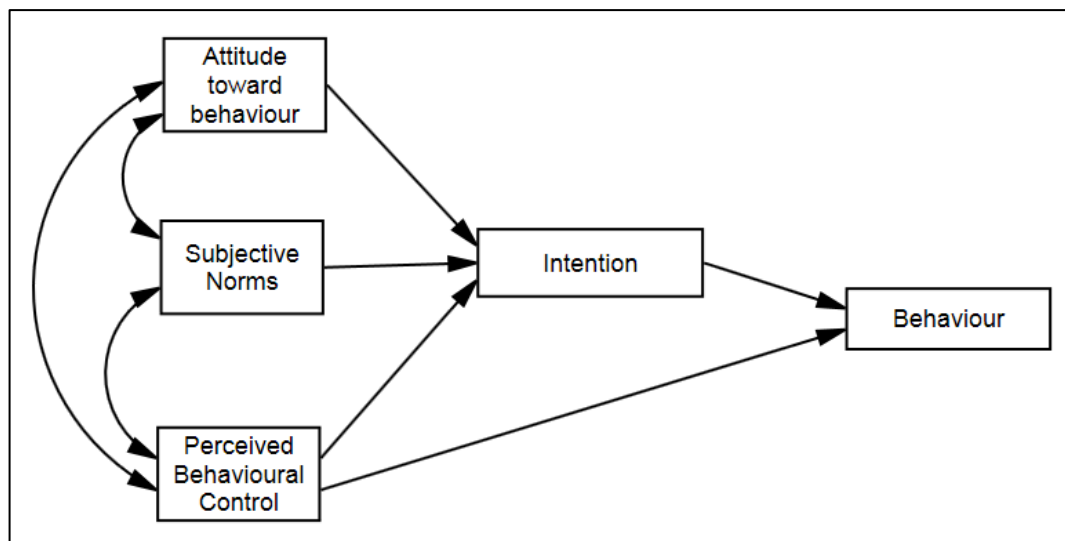 Attitude
toward
behaviour
Subjective
Norms
Intention
Behaviour
Perceived
Behavioural
Control